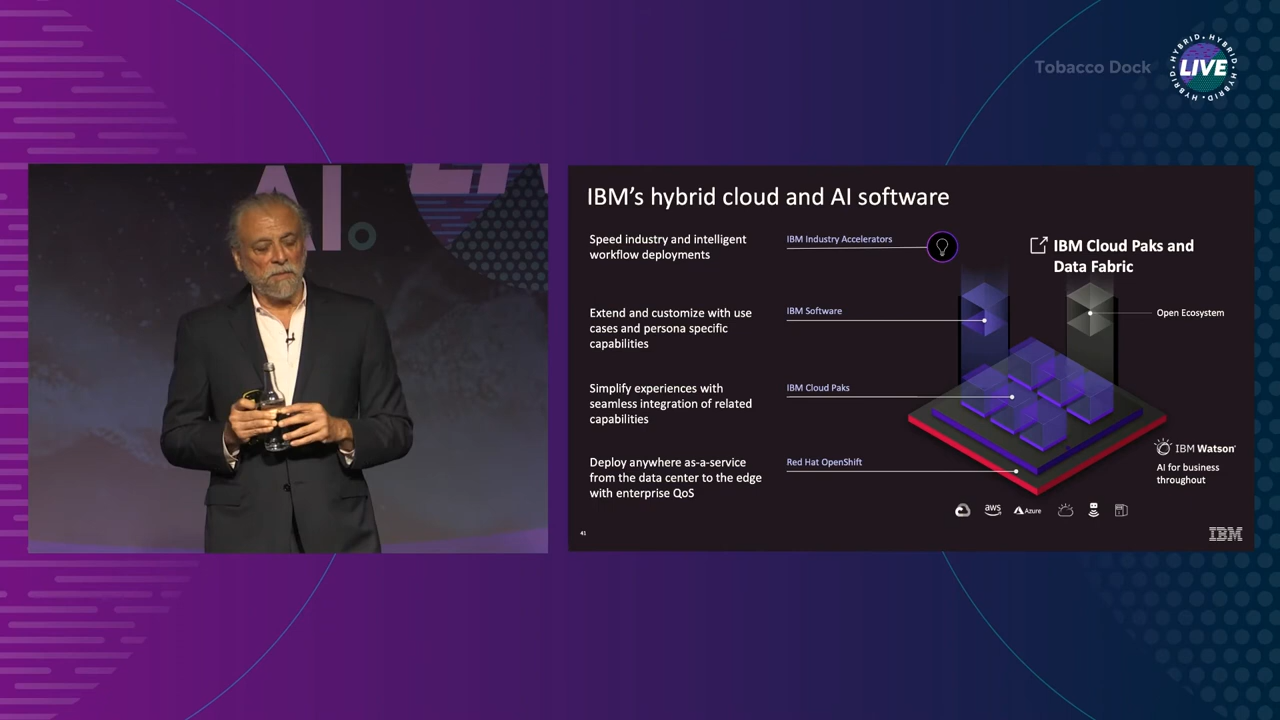 Tobacco Dock
HYBRID • HYBRID • HYBRID • HYBRID •
LIVE
AI.
IBM's hybrid cloud and AI software
Speed industry and intelligent
workflow deployments
IBM Industry Accelerators
IBM Cloud Paks and
Data Fabric
Extend and customize with use
cases and persona specific
capabilities
IBM Software
Open Ecosystem
Simplify experiences with
seamless integration of related
capabilities
IBM Cloud Paks
Deploy anywhere as-a-service
from the data center to the edge
with enterprise QoS
Red Hat OpenShift
IBM Watson
AI for business
throughout
aws
Azure
41
IBM